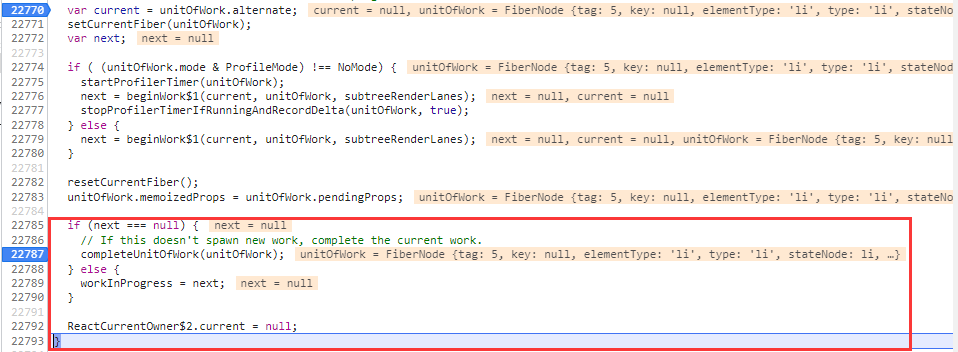 22770 var current = unitOfWork.alternate; current = null, unitOfWork = FiberNode {tag: 5, key: null, elementType: 'li', type: 'li', stateNo
22771 setCurrentFiber(unitOfWork);
22772 var next; next = null
22773
22774 if ( (unitOfWork.mode & ProfileMode) !== NoMode) { unitOfWork = FiberNode {tag: 5, key: null, elementType: 'li', type: 'li', stateNod
22775 startProfilerTimer(unitOfWork);
22776 next = beginWork$1(current, unitOfWork, subtreeRenderLanes); next = null, current = null
22777 stopProfilerTimerIfRunningAndRecordDelta(unitOfWork, true);
22778 } else {
22779 next = beginWork$1(current, unitOfWork, subtreeRenderLanes); next = null, current = null, unitOfWork = FiberNode {tag: 5, key: null
22780 }
22781
22782 resetCurrentFiber();
22783 unitOfWork.memoizedProps = unitOfWork.pendingProps; unitOfWork = FiberNode {tag: 5, key: null, elementType: 'li', type: 'li', stateNo
22784
22785 if (next === null) { next = null
22786 // If this doesn't spawn new work, complete the current work.
22787 completeUnitOfWork(unitOfWork); unitOfWork = FiberNode {tag: 5, key: null, elementType: 'li', type: 'li', stateNode: li, …}
22788 } else {
22789 workInProgress = next; next = null
22790 }
22791
22792 ReactCurrentOwner$2.current = null;
22793 }